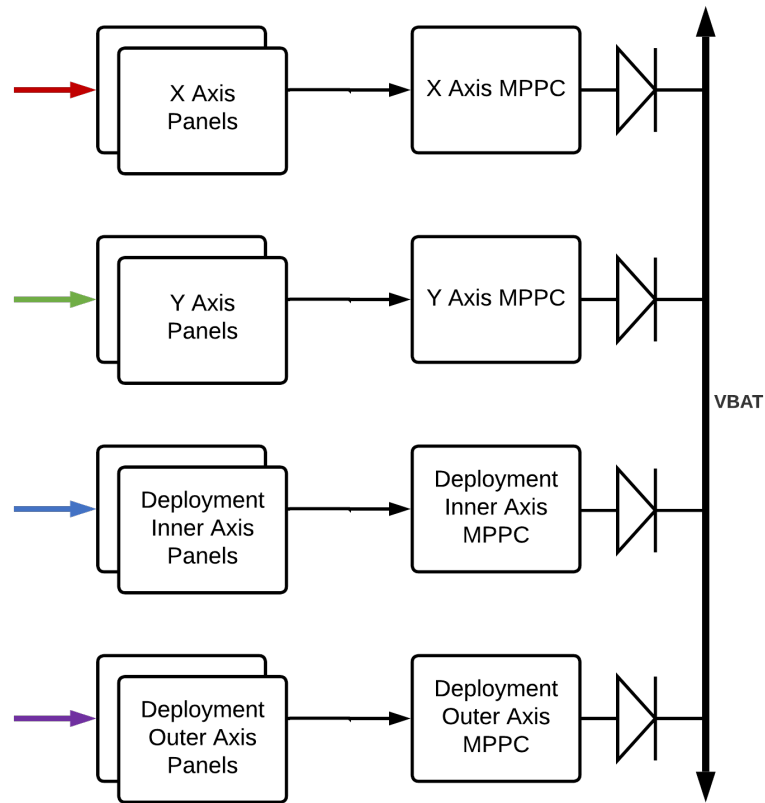 X Axis
Panels
X Axis MPPC
Y Axis
Panels
Y Axis MPPC
VBAT
Deployment
Inner Axis
Panels
Deployment
Inner Axis
MPPC
Deployment
Outer Axis
Panels
Deployment
Outer Axis
MPPC